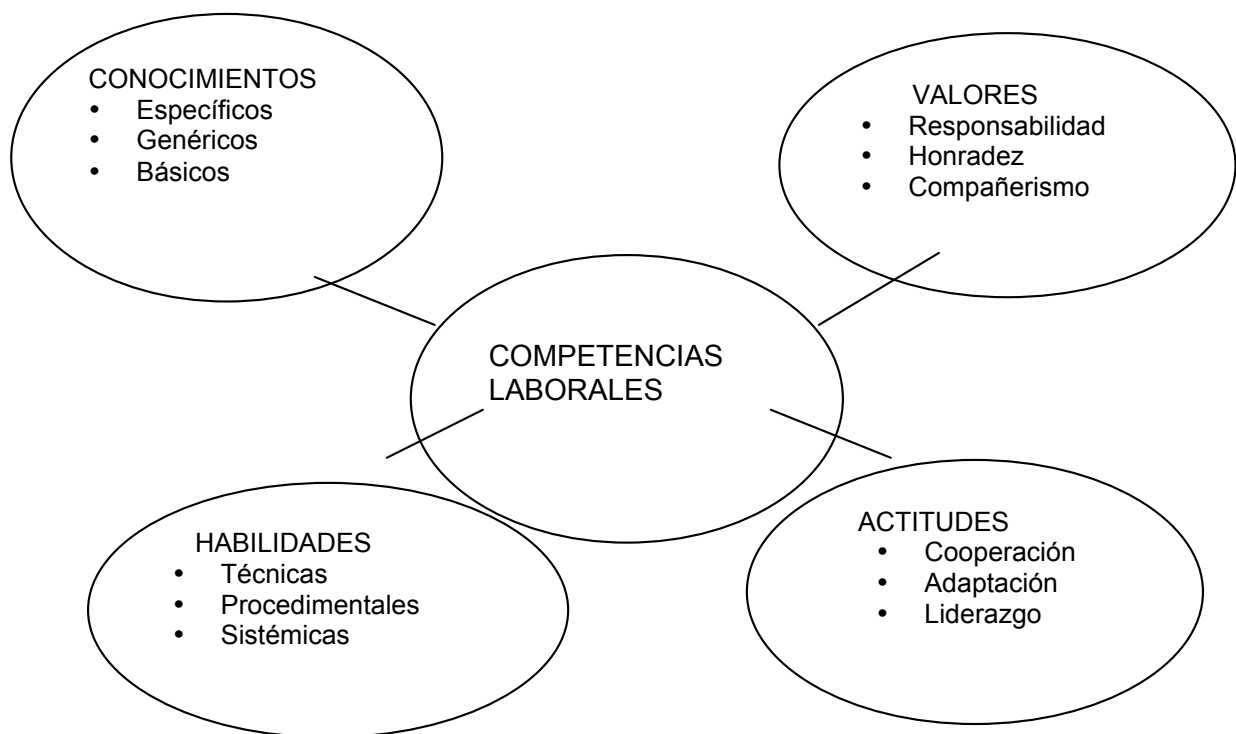 CONOCIMIENTOS
• Específicos
• Genéricos
• Básicos
VALORES
• Responsabilidad
• Honradez
• Compañerismo
COMPETENCIAS
LABORALES
HABILIDADES
• Técnicas
• Procedimentales
• Sistémicas
ACTITUDES
• Cooperación
• Adaptación
• Liderazgo